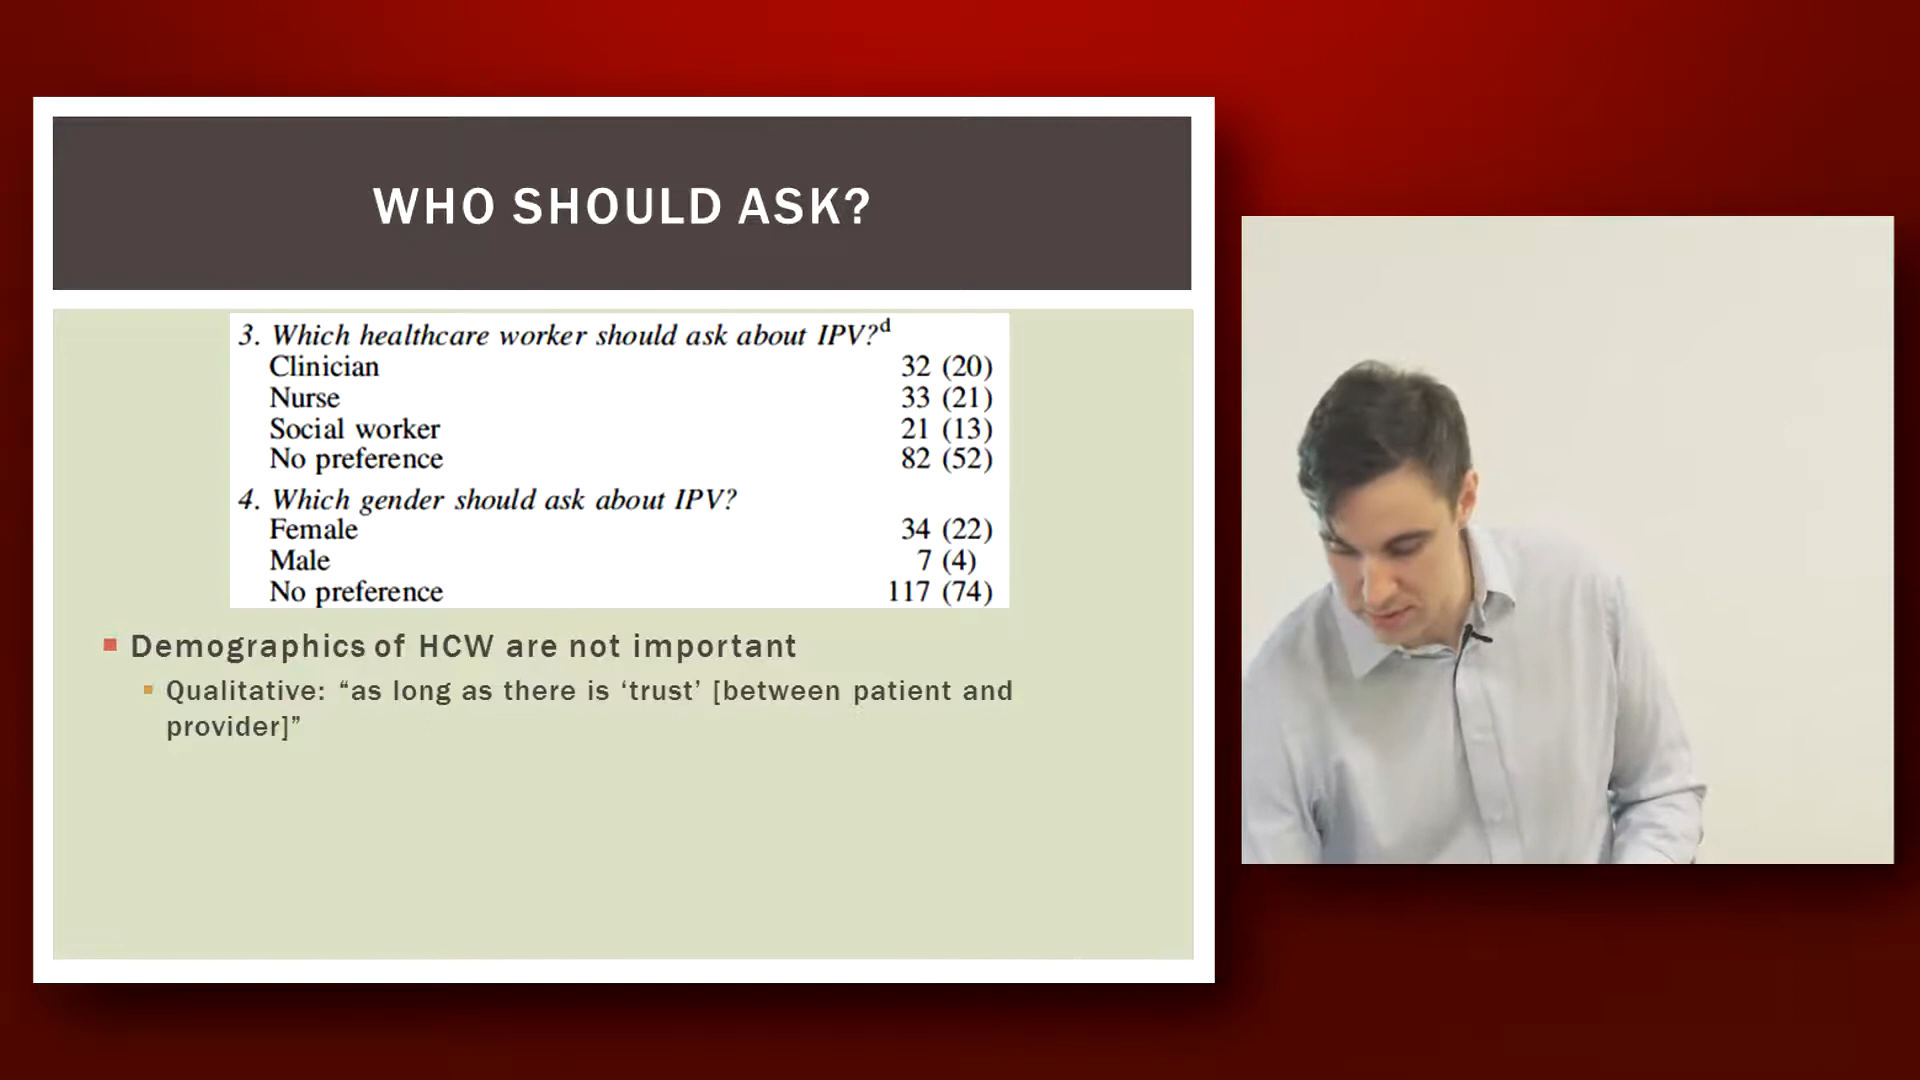 WHO SHOULD ASK?
3. Which healthcare worker should ask about IPV?d
Clinician 32 (20)
Nurse 33 (21)
Social worker 21 (13)
No preference 82 (52)
4. Which gender should ask about IPV?
Female 34 (22)
Male 7 (4)
No preference 117 (74)
Demographics of HCW are not important
Qualitative: “as long as there is ‘trust’ [between patient and
provider]”